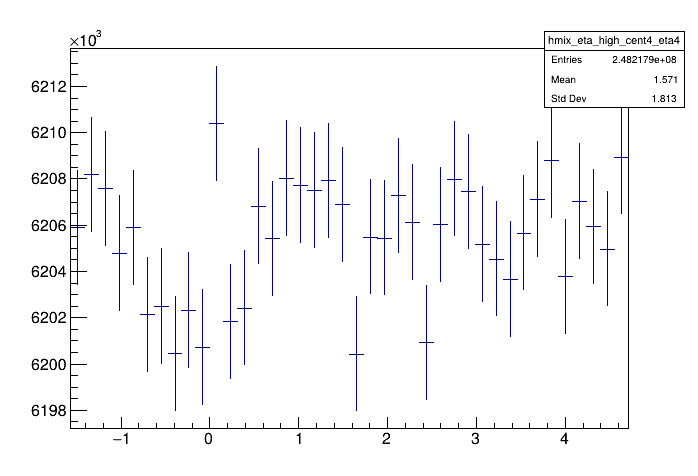 ×10³
hmix_eta_high_cent4_eta4
Entries 2.482179e+08
Mean 1.571
Std Dev 1.813
6212
6210
6208
6206
6204
6202
6200
6198
−1 0 1 2 3 4